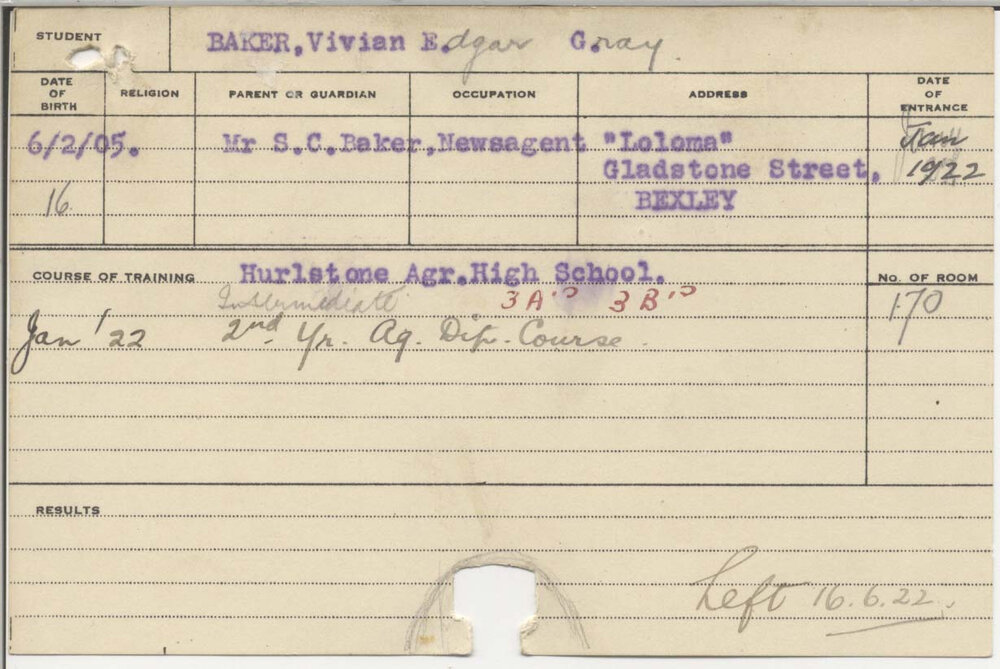 STUDENT BAKER, Vivian Edgar Gray
DATE OF BIRTH RELIGION PARENT OR GUARDIAN OCCUPATION ADDRESS DATE OF ENTRANCE
6/2/05. Mr S.C.Baker, Newsagent "Loloma" Jan
Gladstone Street, 1922
16 BEXLEY
COURSE OF TRAINING Hurlstone Agr.High School. No. OF ROOM
Intermediate 3 A's 3 B's 170
Jan '22 2nd Yr. Ag. Dip. Course.
RESULTS
Left 16.6.22.